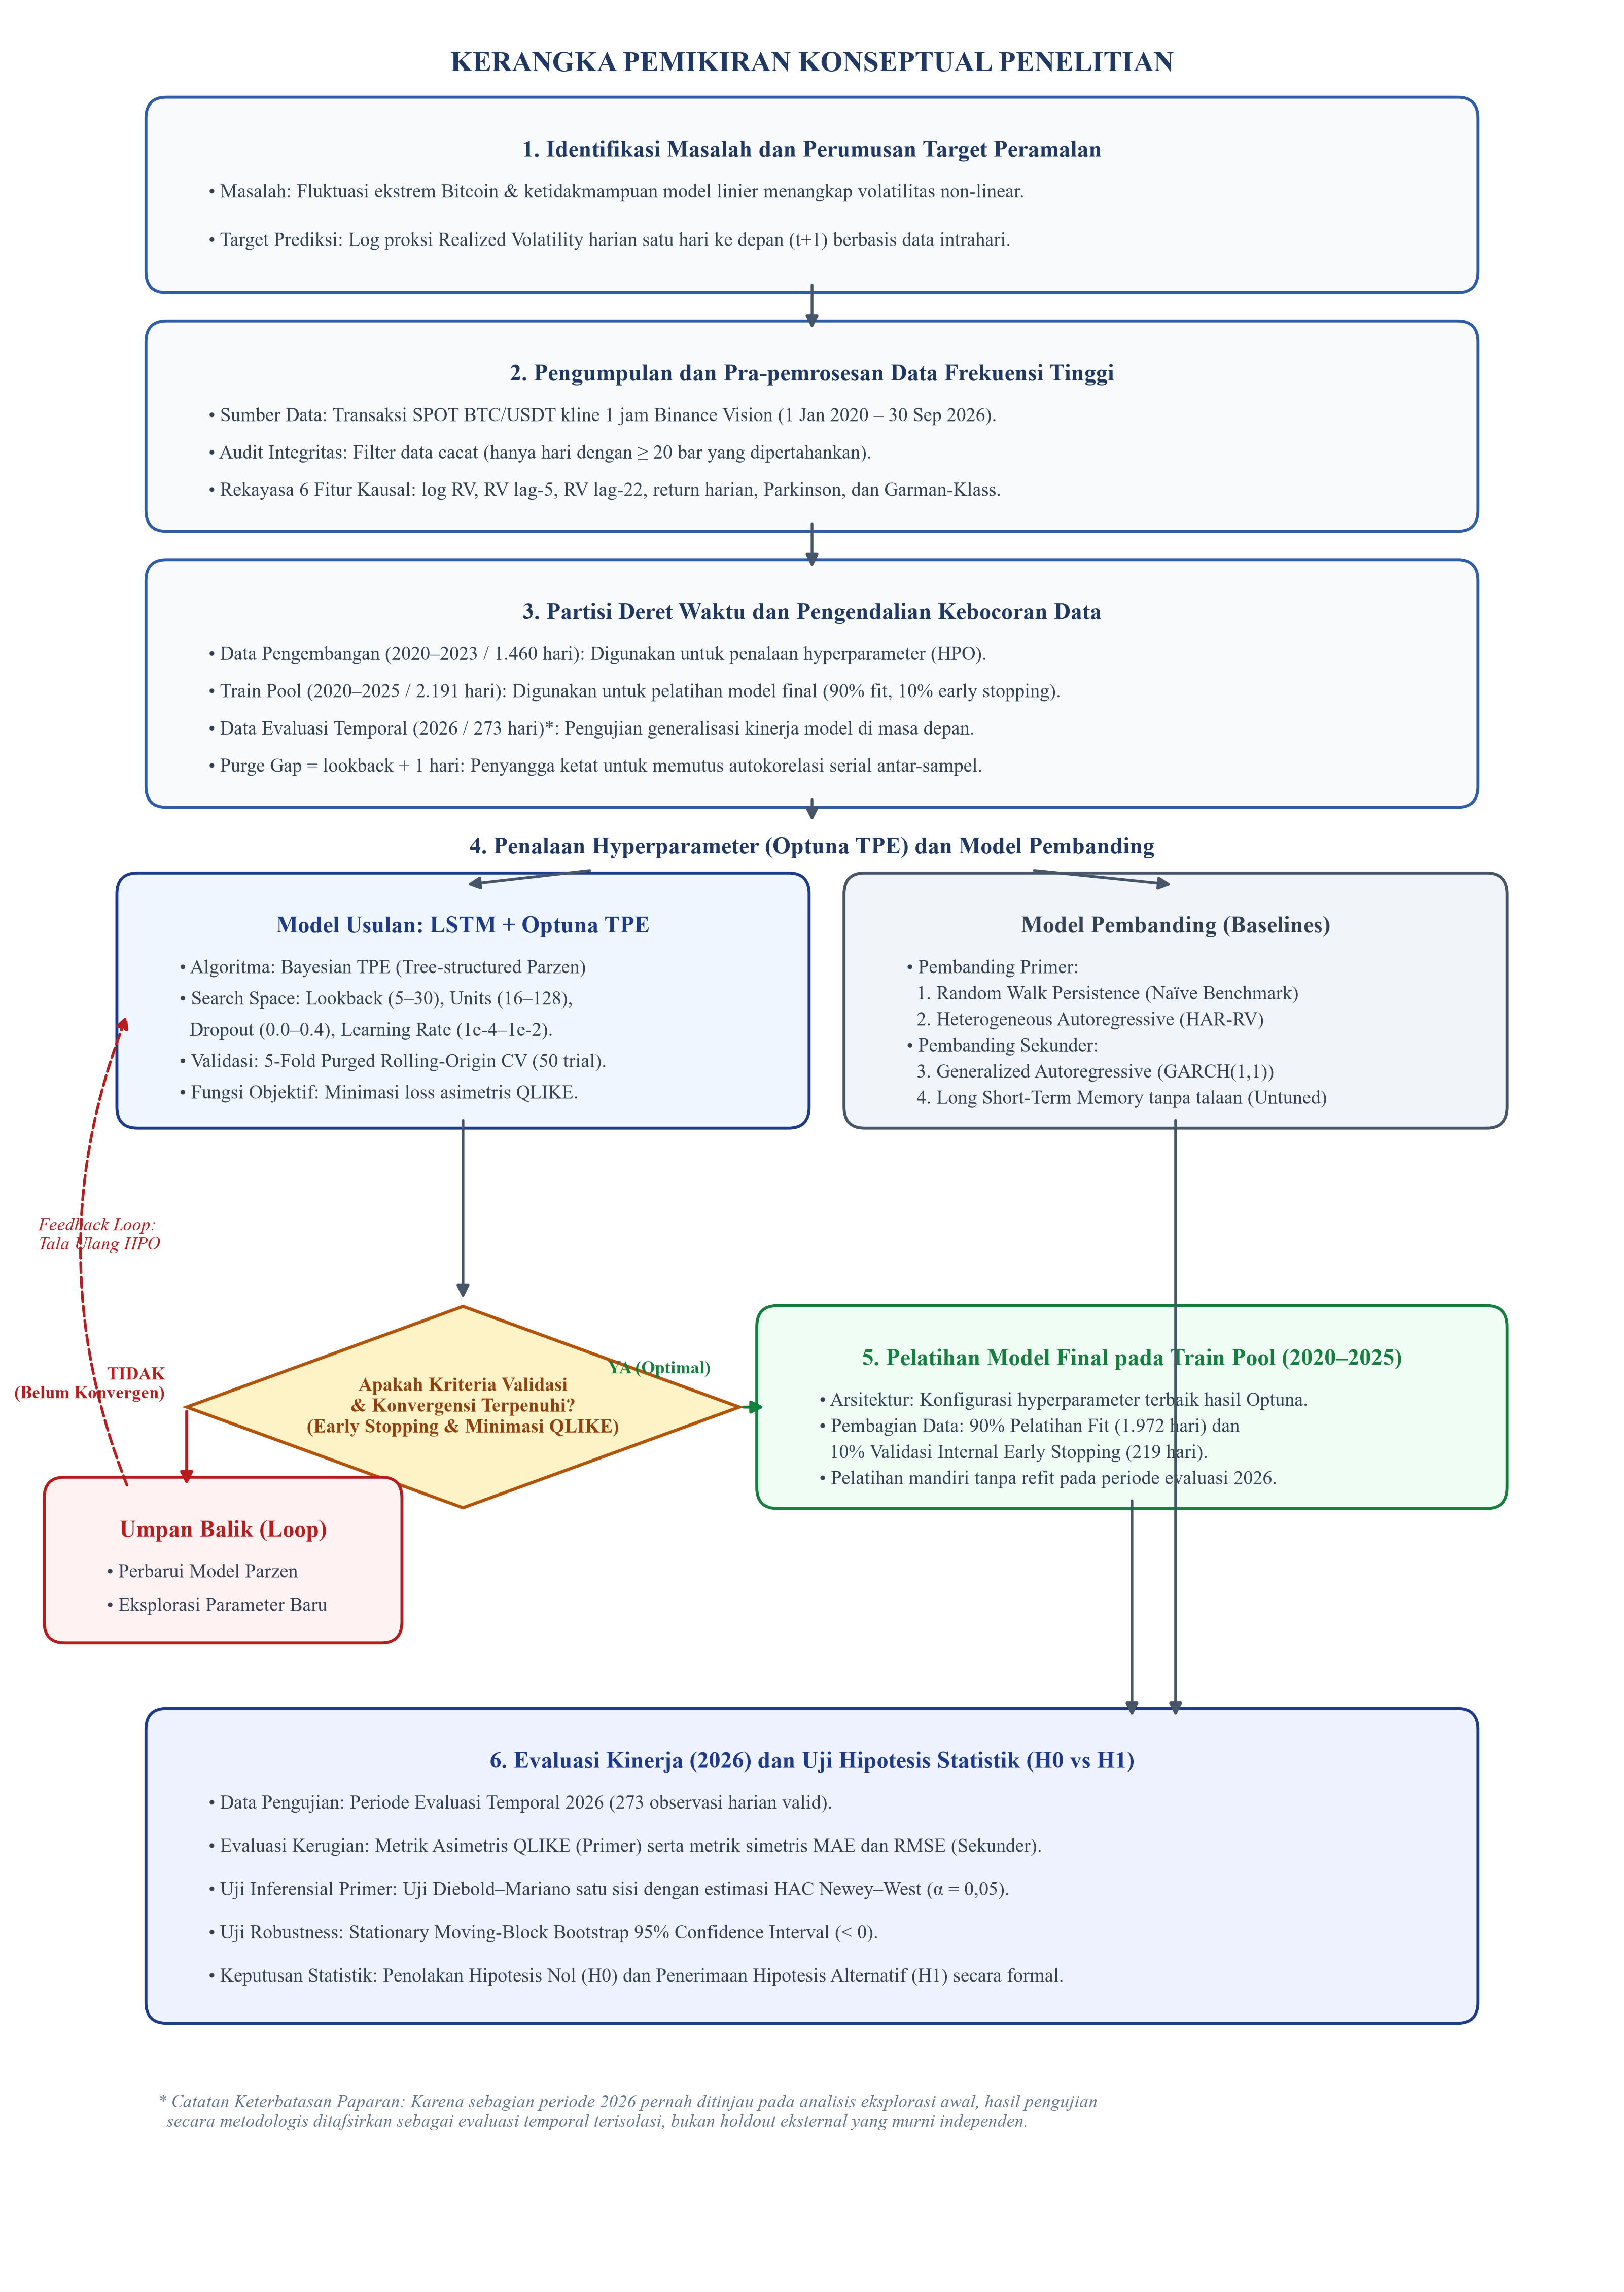 KERANGKA PEMIKIRAN KONSEPTUAL PENELITIAN
1. Identifikasi Masalah dan Perumusan Target Peramalan
• Masalah: Fluktuasi ekstrem Bitcoin & ketidakmampuan model linier menangkap volatilitas non-linear.
• Target Prediksi: Log proksi Realized Volatility harian satu hari ke depan (t+1) berbasis data intrahari.
2. Pengumpulan dan Pra-pemrosesan Data Frekuensi Tinggi
• Sumber Data: Transaksi SPOT BTC/USDT kline 1 jam Binance Vision (1 Jan 2020 – 30 Sep 2026).
• Audit Integritas: Filter data cacat (hanya hari dengan ≥ 20 bar yang dipertahankan).
• Rekayasa 6 Fitur Kausal: log RV, RV lag-5, RV lag-22, return harian, Parkinson, dan Garman-Klass.
3. Partisi Deret Waktu dan Pengendalian Kebocoran Data
• Data Pengembangan (2020–2023 / 1.460 hari): Digunakan untuk penalaan hyperparameter (HPO).
• Train Pool (2020–2025 / 2.191 hari): Digunakan untuk pelatihan model final (90% fit, 10% early stopping).
• Data Evaluasi Temporal (2026 / 273 hari)*: Pengujian generalisasi kinerja model di masa depan.
• Purge Gap = lookback + 1 hari: Penyangga ketat untuk memutus autokorelasi serial antar-sampel.
4. Penalaan Hyperparameter (Optuna TPE) dan Model Pembanding
Model Usulan: LSTM + Optuna TPE
• Algoritma: Bayesian TPE (Tree-structured Parzen)
• Search Space: Lookback (5–30), Units (16–128),
Dropout (0.0–0.4), Learning Rate (1e-4–1e-2).
• Validasi: 5-Fold Purged Rolling-Origin CV (50 trial).
• Fungsi Objektif: Minimasi loss asimetris QLIKE.
Model Pembanding (Baselines)
• Pembanding Primer:
1. Random Walk Persistence (Naïve Benchmark)
2. Heterogeneous Autoregressive (HAR-RV)
• Pembanding Sekunder:
3. Generalized Autoregressive (GARCH(1,1))
4. Long Short-Term Memory tanpa talaan (Untuned)
Feedback Loop:
Tala Ulang HPO
TIDAK
(Belum Konvergen)
Apakah Kriteria Validasi
& Konvergensi Terpenuhi?
(Early Stopping & Minimasi QLIKE)
YA (Optimal)
5. Pelatihan Model Final pada Train Pool (2020–2025)
• Arsitektur: Konfigurasi hyperparameter terbaik hasil Optuna.
• Pembagian Data: 90% Pelatihan Fit (1.972 hari) dan
10% Validasi Internal Early Stopping (219 hari).
• Pelatihan mandiri tanpa refit pada periode evaluasi 2026.
Umpan Balik (Loop)
• Perbarui Model Parzen
• Eksplorasi Parameter Baru
6. Evaluasi Kinerja (2026) dan Uji Hipotesis Statistik (H0 vs H1)
• Data Pengujian: Periode Evaluasi Temporal 2026 (273 observasi harian valid).
• Evaluasi Kerugian: Metrik Asimetris QLIKE (Primer) serta metrik simetris MAE dan RMSE (Sekunder).
• Uji Inferensial Primer: Uji Diebold–Mariano satu sisi dengan estimasi HAC Newey–West (α = 0,05).
• Uji Robustness: Stationary Moving-Block Bootstrap 95% Confidence Interval (< 0).
• Keputusan Statistik: Penolakan Hipotesis Nol (H0) dan Penerimaan Hipotesis Alternatif (H1) secara formal.
* Catatan Keterbatasan Paparan: Karena sebagian periode 2026 pernah ditinjau pada analisis eksplorasi awal, hasil pengujian
secara metodologis ditafsirkan sebagai evaluasi temporal terisolasi, bukan holdout eksternal yang murni independen.